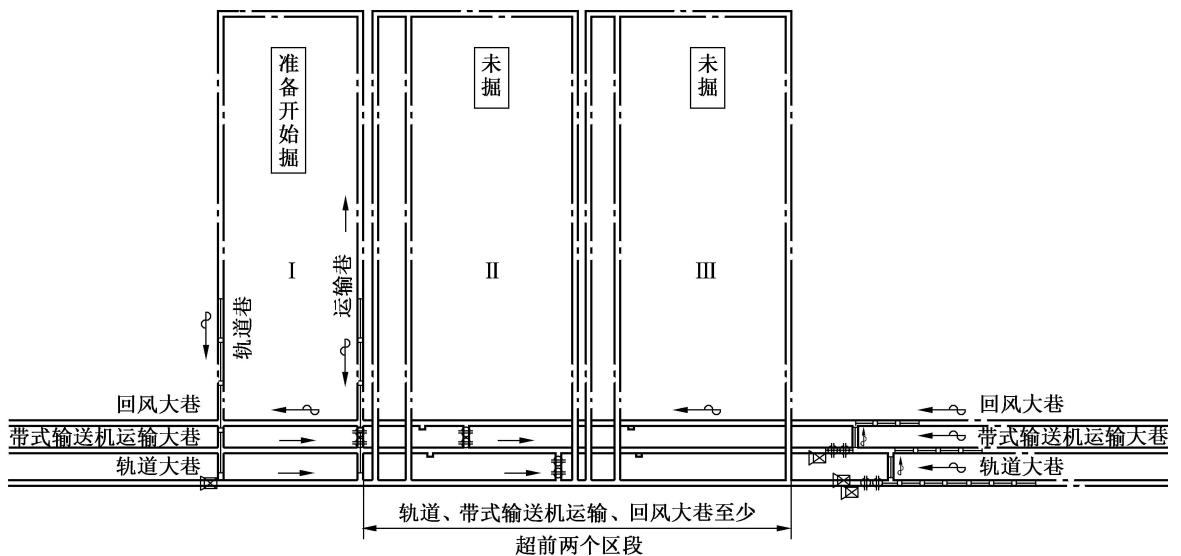 准备开始掘
未掘
未掘
Ⅰ
Ⅱ
Ⅲ
运输巷
轨道巷
回风大巷
回风大巷
带式输送机运输大巷
带式输送机运输大巷
轨道大巷
轨道大巷
轨道、带式输送机运输、回风大巷至少
超前两个区段